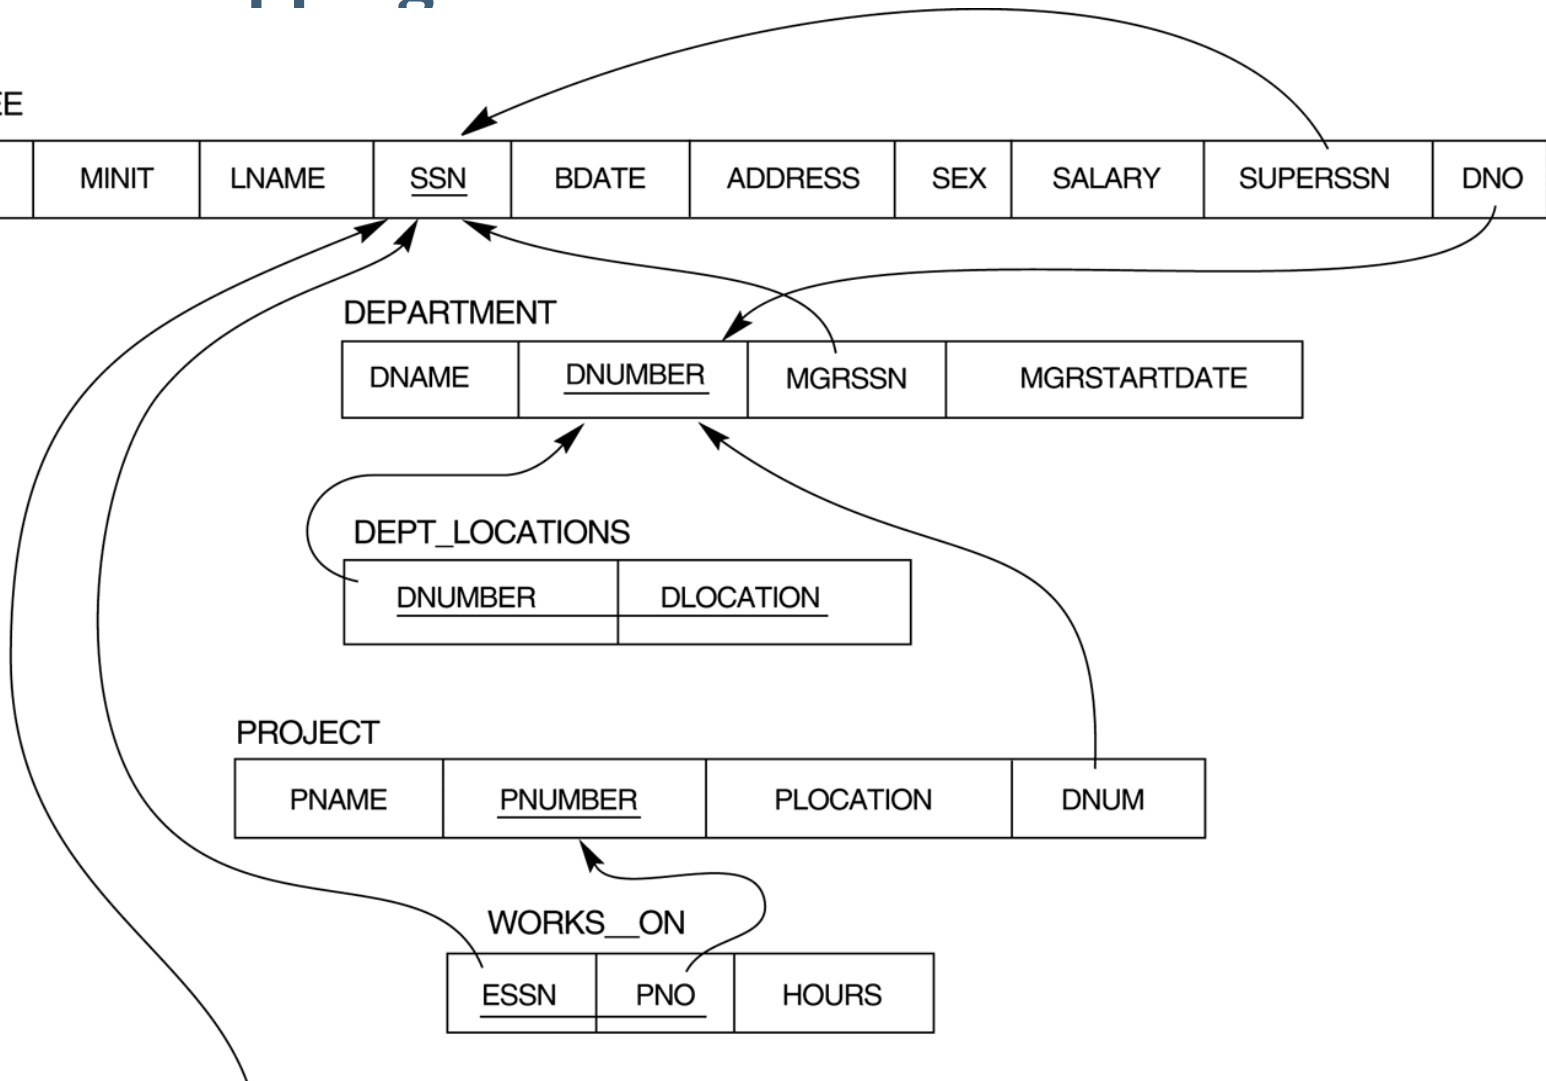 EE
MINIT LNAME SSN BDATE ADDRESS SEX SALARY SUPERSSN DNO
DEPARTMENT
DNAME DNUMBER MGRSSN MGRSTARTDATE
DEPT_LOCATIONS
DNUMBER DLOCATION
PROJECT
PNAME PNUMBER PLOCATION DNUM
WORKS__ON
ESSN PNO HOURS